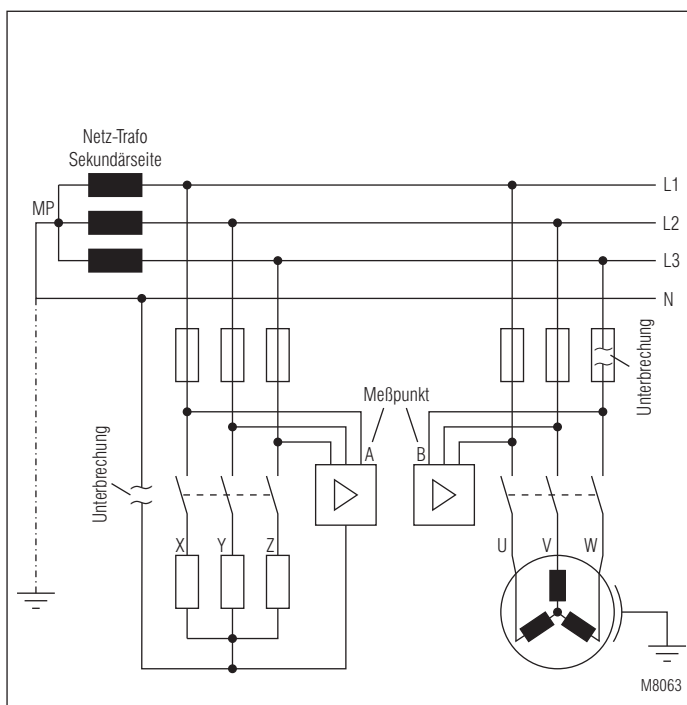 Netz-Trafo
Sekundärseite
MP
L1
L2
L3
N
Unterbrechung
Meßpunkt
A
B
Unterbrechung
X
Y
Z
U
V
W
M8063